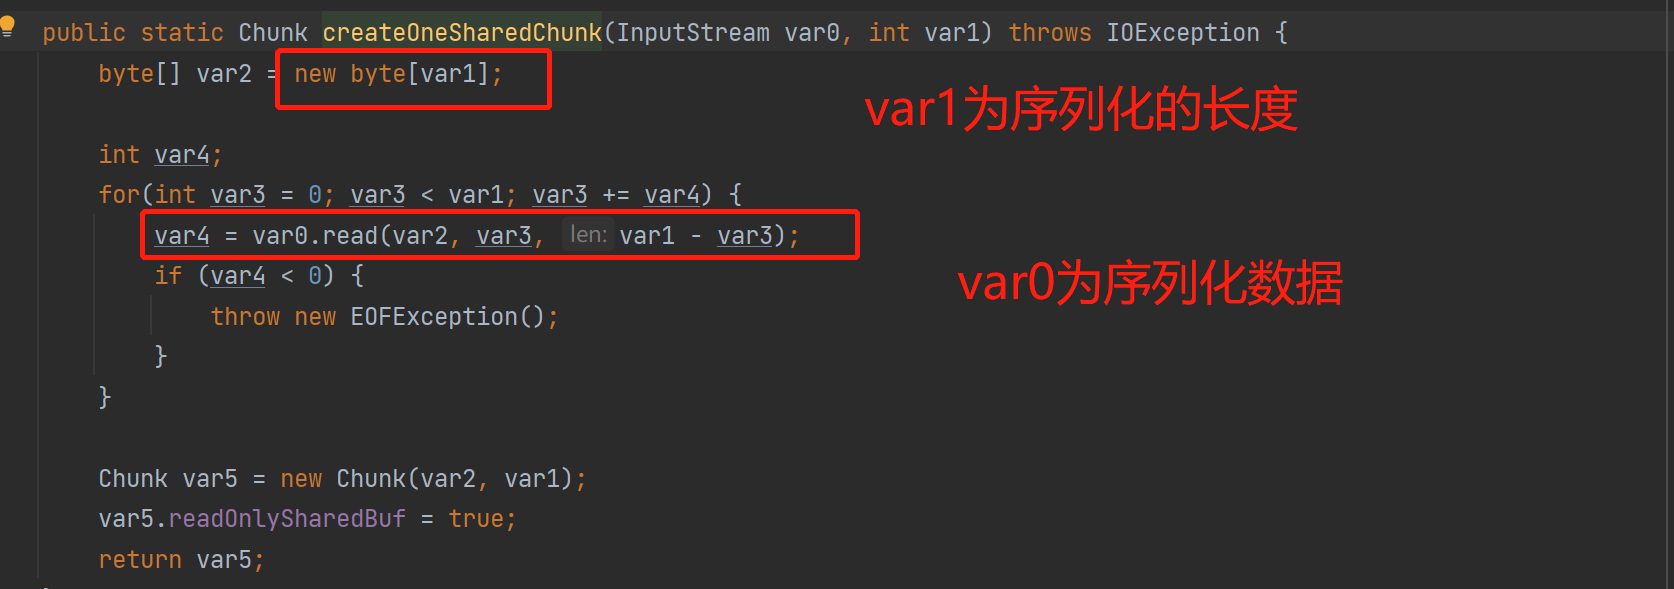 public static Chunk createOneSharedChunk(InputStream var0, int var1) throws IOException {
byte[] var2 = new byte[var1];
var1为序列化的长度
int var4;
for(int var3 = 0; var3 < var1; var3 += var4) {
var4 = var0.read(var2, var3, len: var1 - var3);
if (var4 < 0) {
var0为序列化数据
throw new EOFException();
}
}
Chunk var5 = new Chunk(var2, var1);
var5.readOnlySharedBuf = true;
return var5;